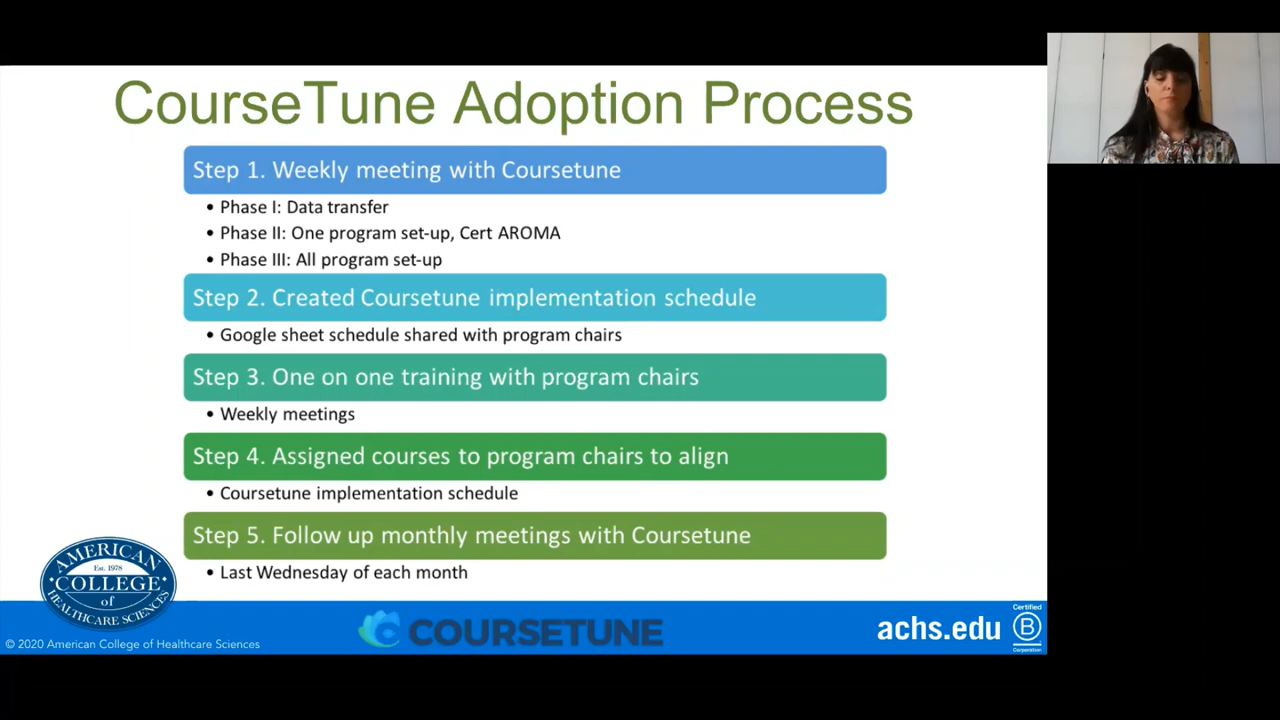 CourseTune Adoption Process
Step 1. Weekly meeting with Coursetune
• Phase I: Data transfer
• Phase II: One program set-up, Cert AROMA
• Phase III: All program set-up
Step 2. Created Coursetune implementation schedule
• Google sheet schedule shared with program chairs
Step 3. One on one training with program chairs
• Weekly meetings
Step 4. Assigned courses to program chairs to align
• Coursetune implementation schedule
Step 5. Follow up monthly meetings with Coursetune
• Last Wednesday of each month
AMERICAN
Est. 1978
COLLEGE
of
HEALTHCARE SCIENCES
© 2020 American College of Healthcare Sciences
COURSETUNE
achs.edu
Certified
B
Corporation